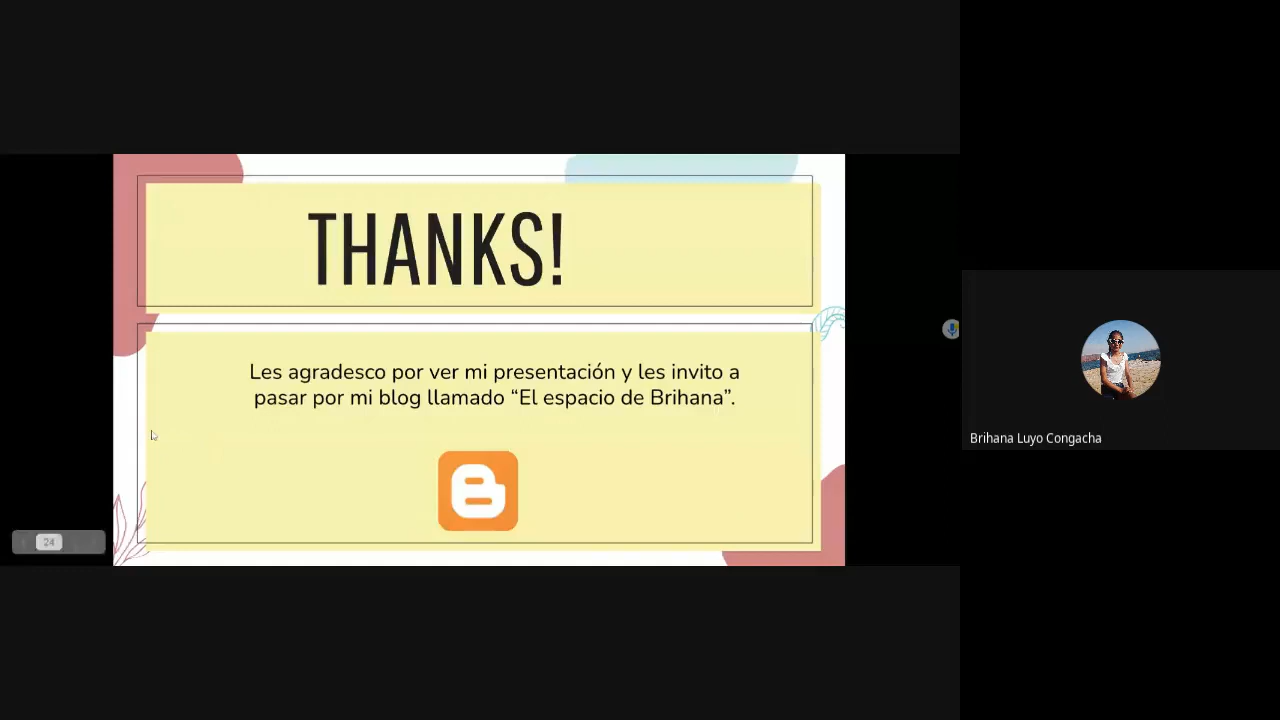 THANKS!
Les agradesco por ver mi presentación y les invito a
pasar por mi blog llamado “El espacio de Brihana”.
24
Brihana Luyo Congacha